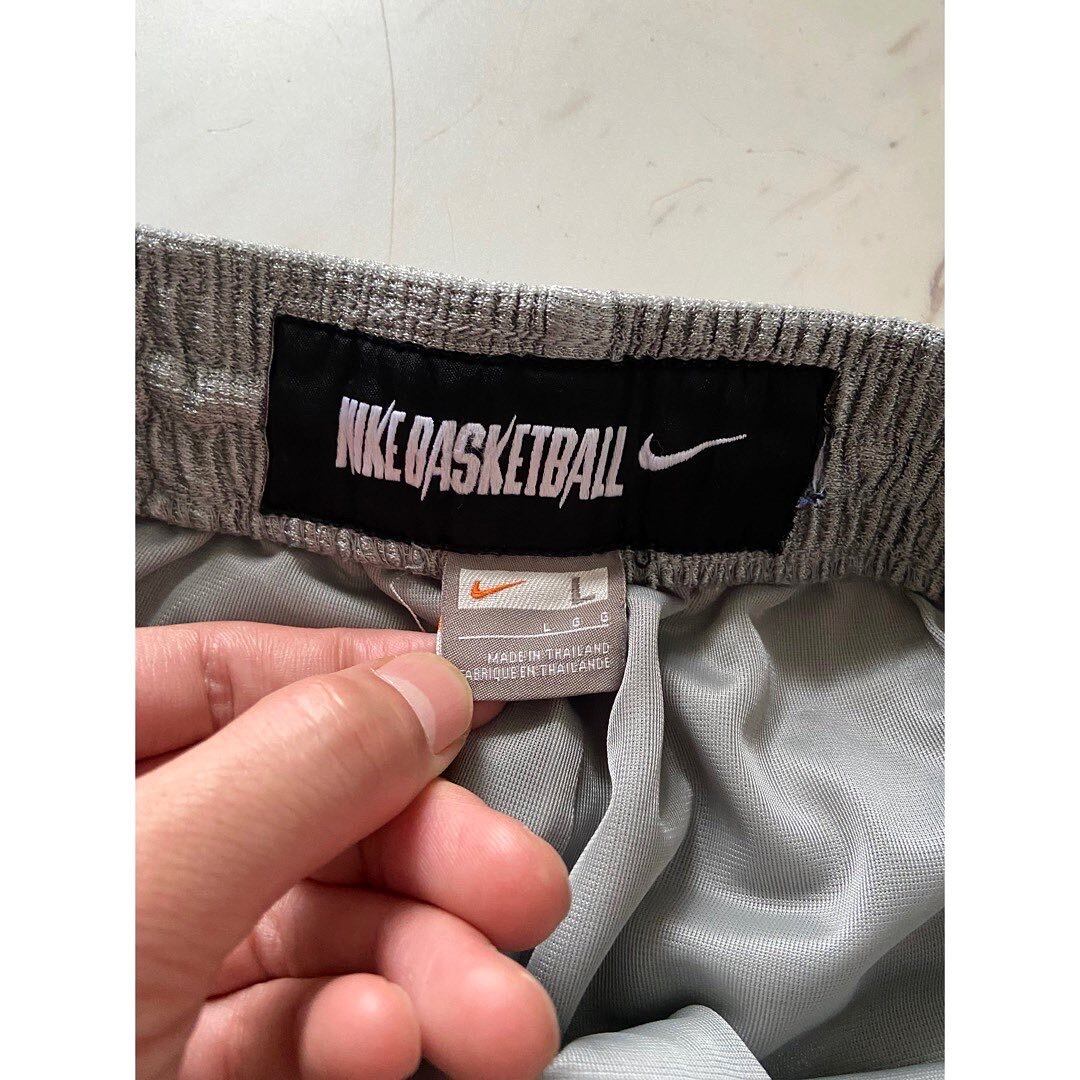 NIKE BASKETBALL
L
L G G
MADE IN THAILAND
FABRIQUE EN THAILANDE